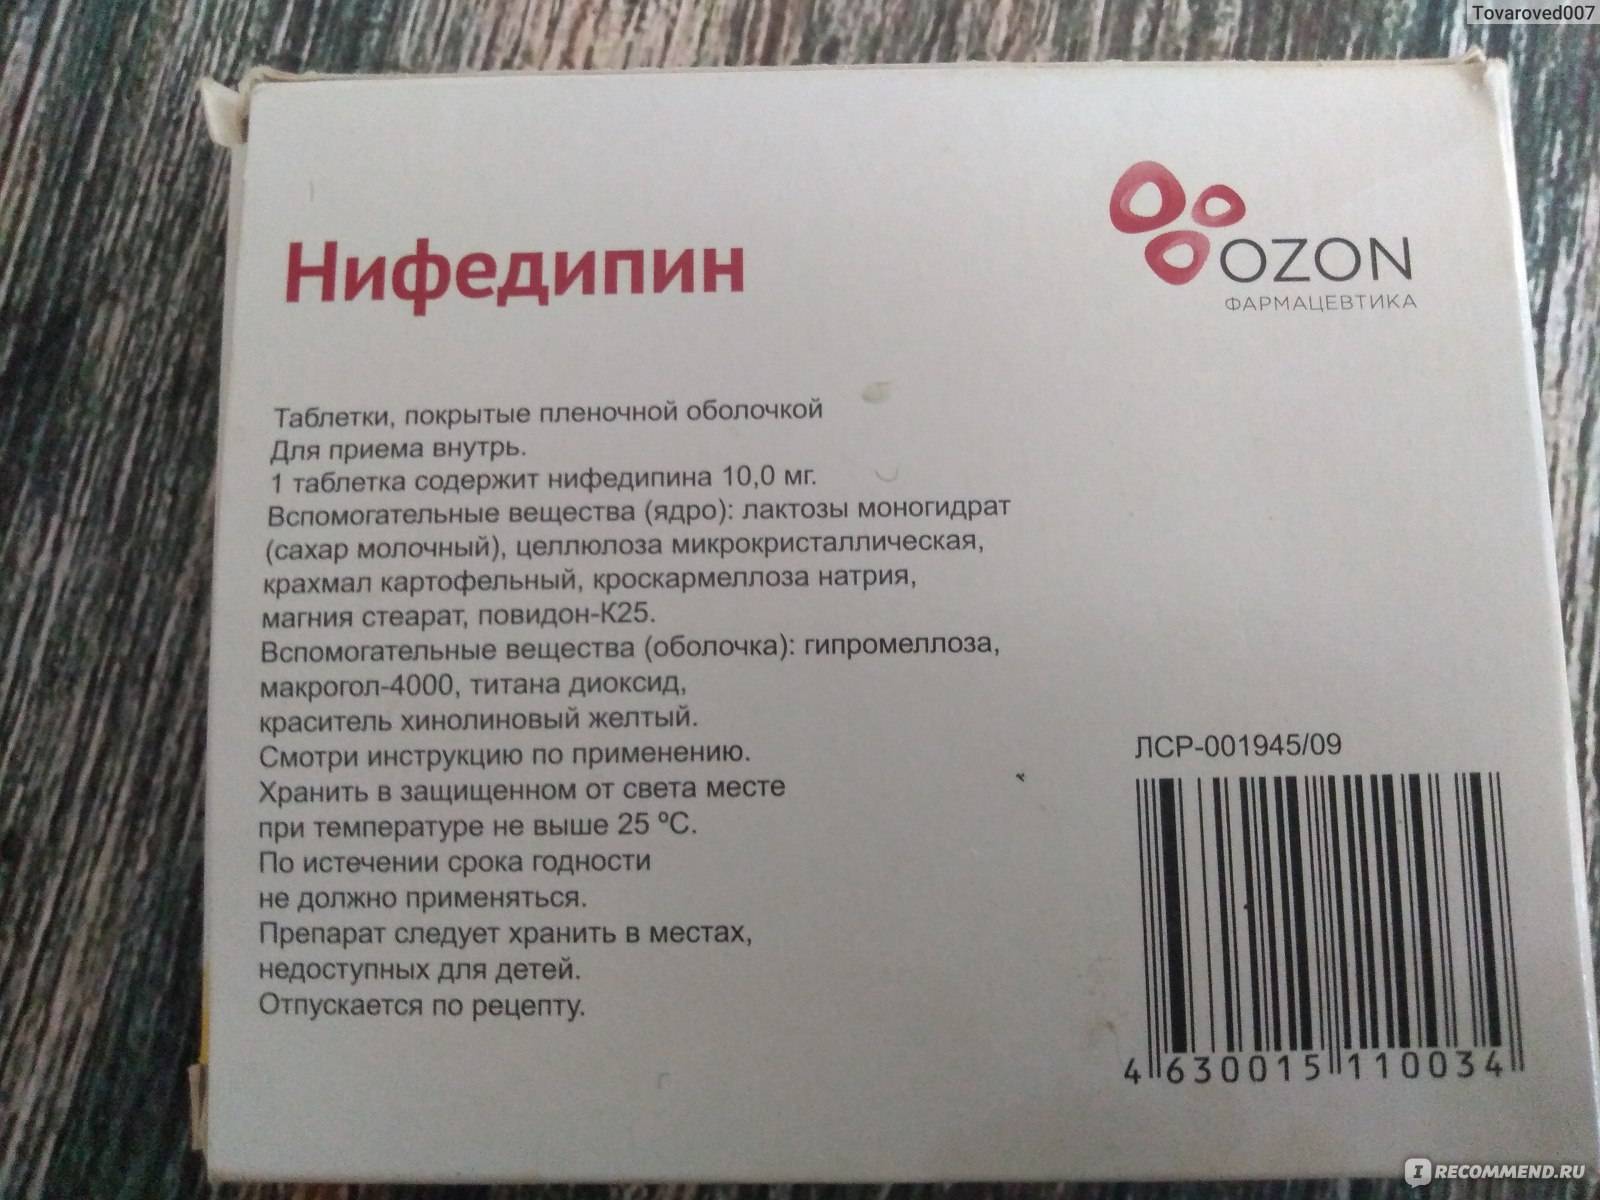 Tovaroved007
Нифедипин
OZON
ФАРМАЦЕВТИКА
Таблетки, покрытые пленочной оболочкой
Для приема внутрь.
1 таблетка содержит нифедипина 10,0 мг.
Вспомогательные вещества (ядро): лактозы моногидрат
(сахар молочный), целлюлоза микрокристаллическая,
крахмал картофельный, кроскармеллоза натрия,
магния стеарат, повидон-К25.
Вспомогательные вещества (оболочка): гипромеллоза,
макрогол-4000, титана диоксид,
краситель хинолиновый желтый.
Смотри инструкцию по применению.
Хранить в защищенном от света месте
при температуре не выше 25 ºС.
По истечении срока годности
не должно применяться.
Препарат следует хранить в местах,
недоступных для детей.
Отпускается по рецепту.
ЛСР-001945/09
4 630015 110034
IRECOMMEND.RU